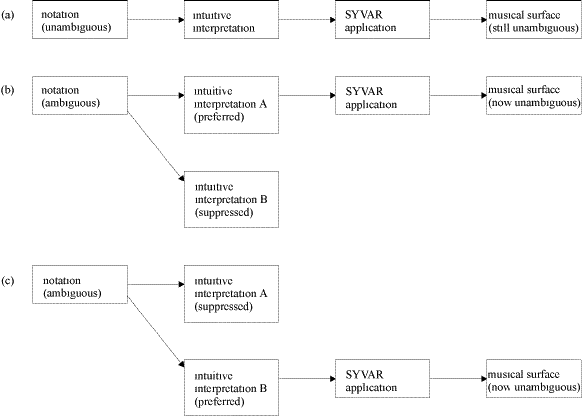 (a)
notation
(unambiguous)
intuitive
interpretation
SYVAR
application
musical surface
(still unambiguous)
(b)
notation
(ambiguous)
intuitive
interpretation A
(preferred)
SYVAR
application
musical surface
(now unambiguous)
intuitive
interpretation B
(suppressed)
(c)
notation
(ambiguous)
intuitive
interpretation A
(suppressed)
intuitive
interpretation B
(preferred)
SYVAR
application
musical surface
(now unambiguous)